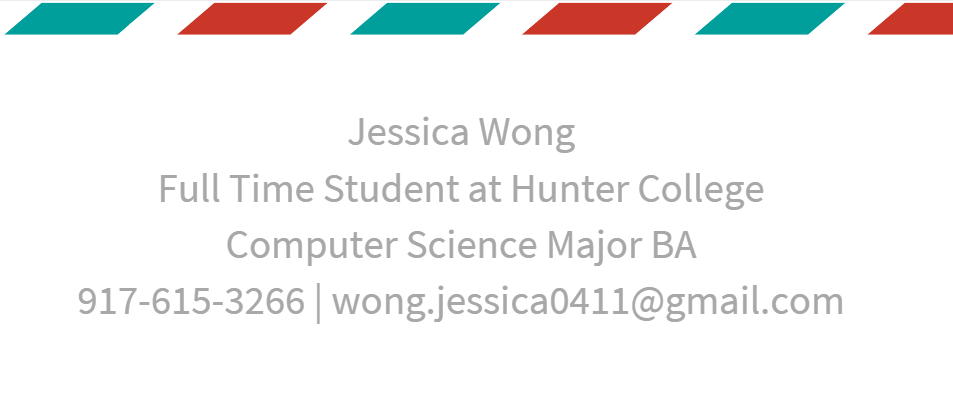 Jessica Wong
Full Time Student at Hunter College
Computer Science Major BA
917-615-3266 | wong.jessica0411@gmail.com